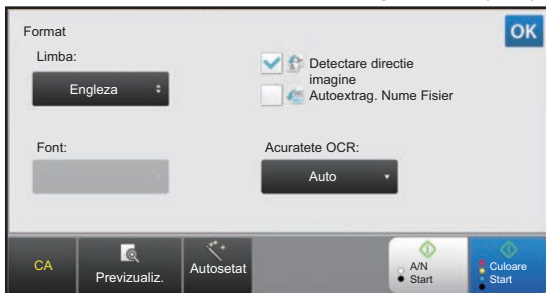 Format
OK
Limba:
Engleza
Detectare directie
imagine
Autoextrag. Nume Fisier
Font:
Acuratete OCR:
Auto
CA
Previzualiz.
Autosetat
A/N
Start
Culoare
Start